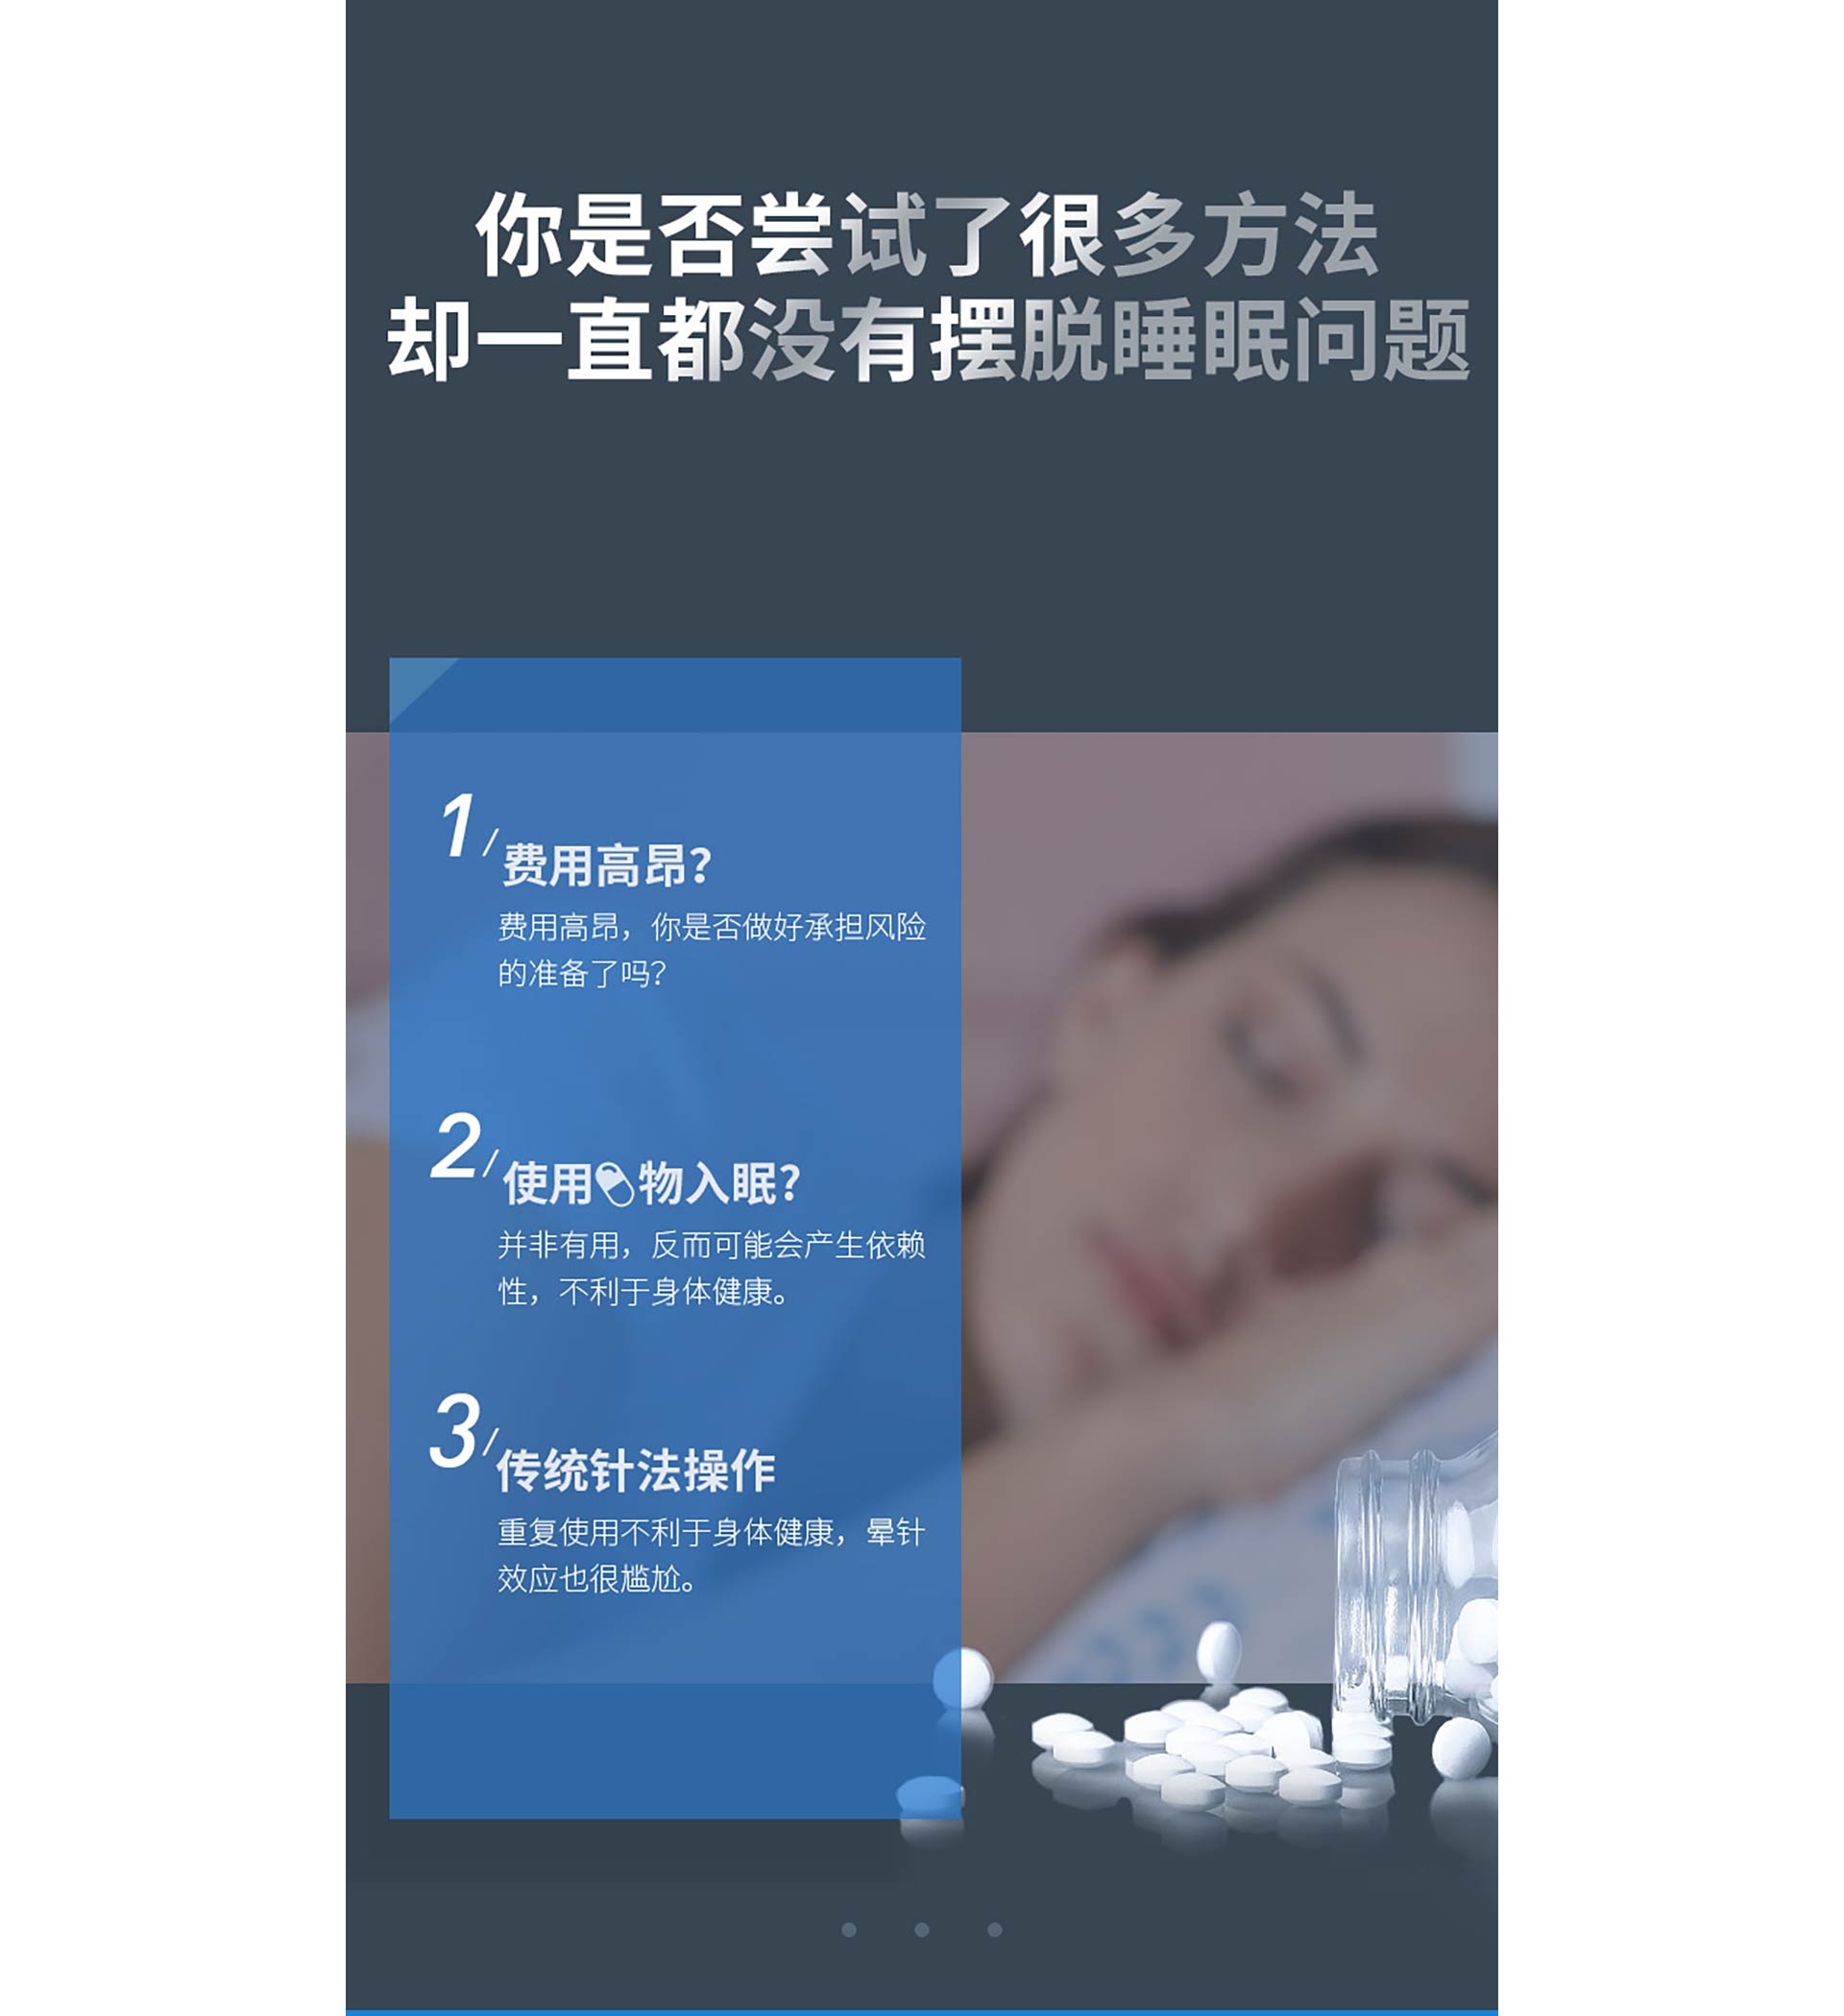 你是否尝试了很多方法
却一直都没有摆脱睡眠问题
1/
费用高昂?
费用高昂，你是否做好承担风险
的准备了吗?
2/
使用物入眠?
并非有用，反而可能会产生依赖
性，不利于身体健康。
3/
传统针法操作
重复使用不利于身体健康，晕针
效应也很尴尬。